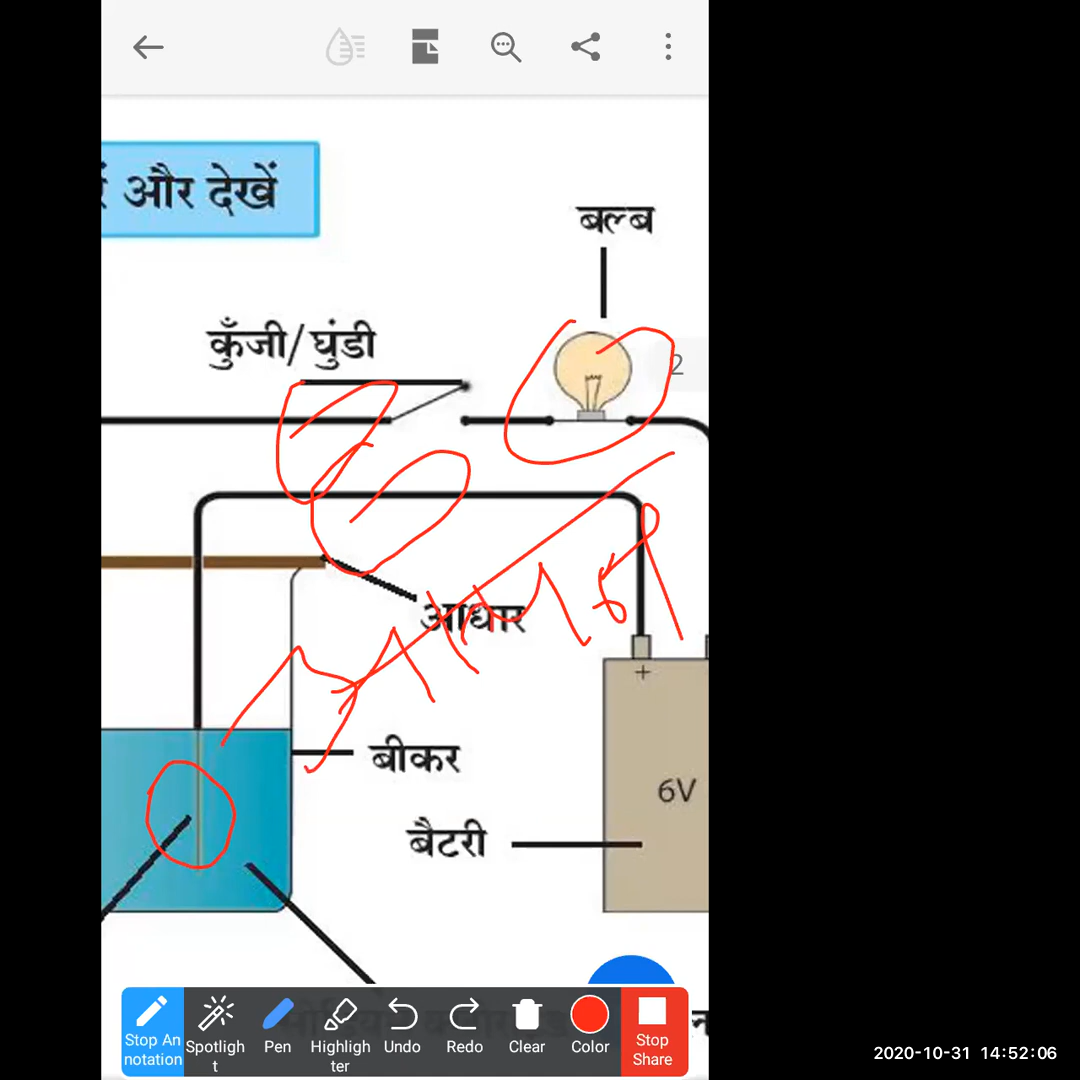 और देखें
बल्ब
कुँजी/घुंडी
2
आधार
+
बीकर
6V
बैटरी
Stop Annotation
Spotlight
Pen
Highlighter
Undo
Redo
Clear
Color
Stop Share
2020-10-31 14:52:06